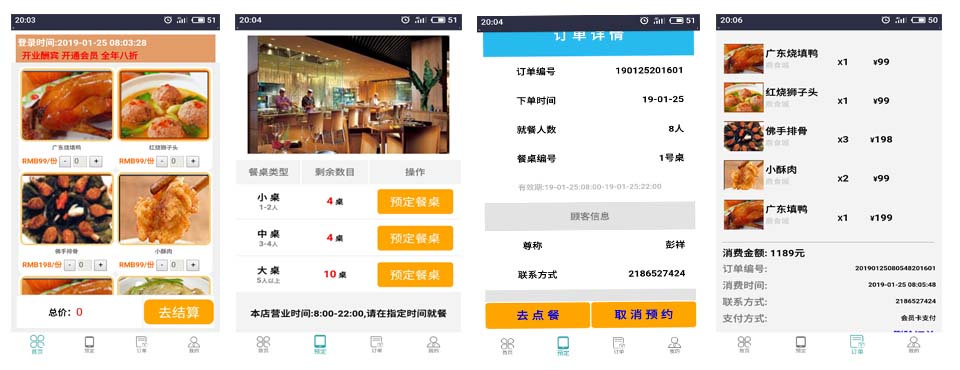 20:03 51
登录时间:2019-01-25 08:03:28
开业酬宾 开通会员 全年八折
广东烧填鸭 红烧狮子头
RMB99/份 - 0 + RMB99/份 - 0 +
佛手排骨 小酥肉
RMB198/份 - 0 + RMB99/份 - 0 +
总价: 0 去结算
首页 预定 订单 我的
20:04 51
餐桌类型 剩余数目 操作
小 桌 4 桌 预定餐桌
1-2人
中 桌 4 桌 预定餐桌
3-4人
大 桌 10 桌 预定餐桌
5人以上
本店营业时间:8:00-22:00,请在指定时间就餐
首页 预定 订单 我的
20:04 51
订单详情
订单编号 190125201601
下单时间 19-01-25
就餐人数 8人
餐桌编号 1号桌
有效期:19-01-25:08:00-19-01-25:22:00
顾客信息
尊称 彭祥
联系方式 2186527424
去点餐 取消预约
首页 预定 订单 我的
20:06 50
广东烧填鸭 x1 ¥99
商食城
红烧狮子头 x1 ¥99
商食城
佛手排骨 x3 ¥198
商食城
小酥肉 x2 ¥99
商食城
广东填鸭 x1 ¥199
商食城
消费金额: 1189元
订单编号: 20190125080548201601
消费时间: 2019-01-25 08:05:48
联系方式: 2186527424
支付方式: 会员卡支付
首页 预定 订单 我的